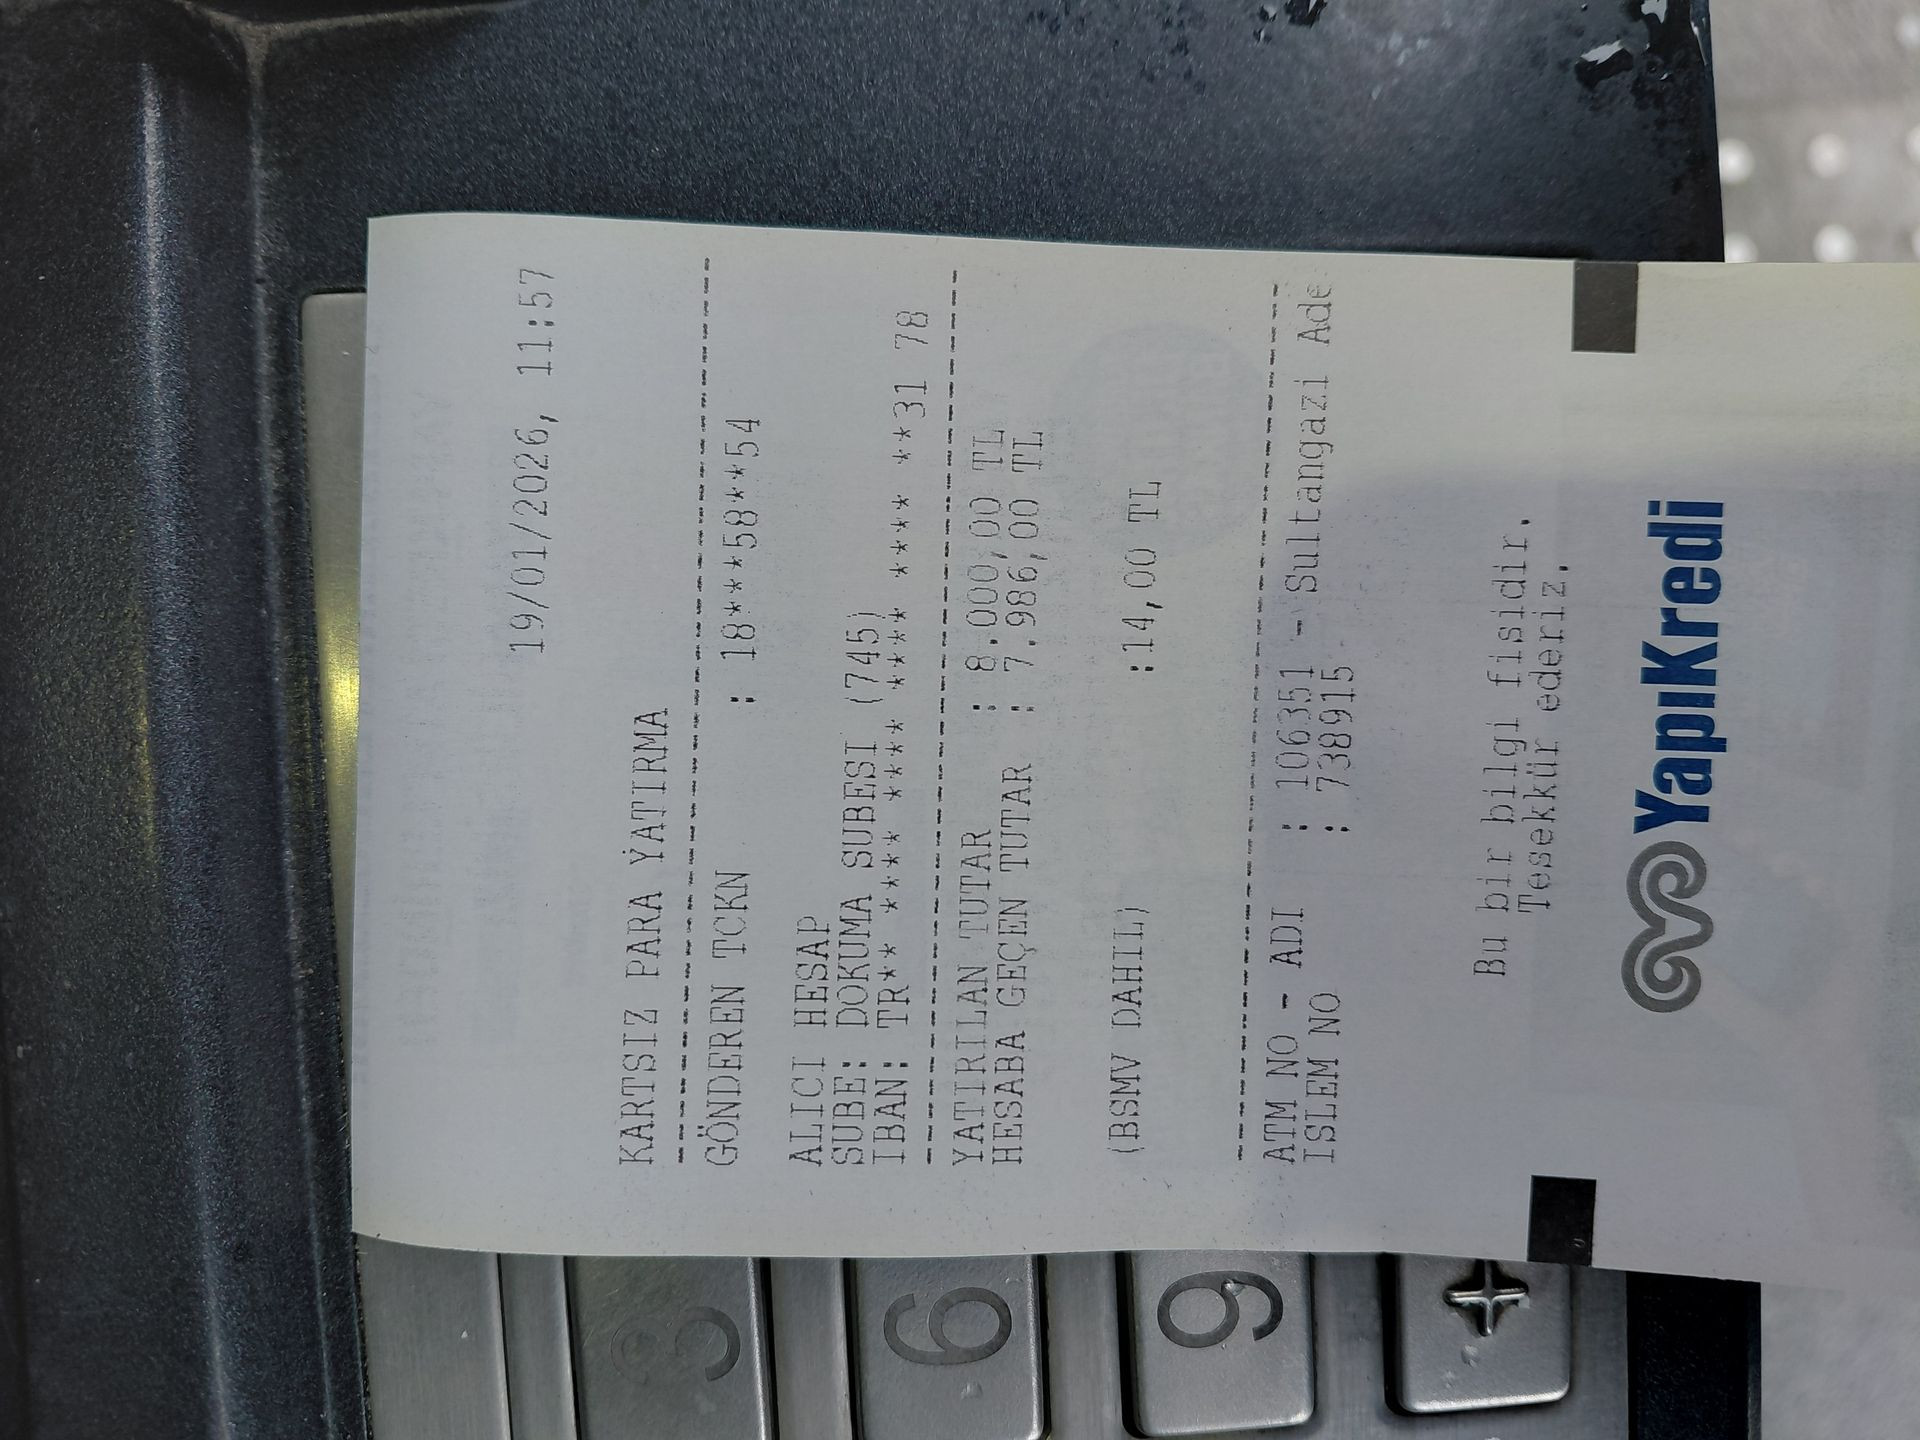 19/01/2026, 11:57
KARTSIZ PARA YATIRMA
GÖNDEREN TCKN : 18****58***54
ALICI HESAP
SUBE: DOKUMA SUBESI (745)
IBAN: TR** **** **** **** **** **31 78
YATIRILAN TUTAR : 8.000,00 TL
HESABA GEÇEN TUTAR : 7.986,00 TL
(BSMV DAHIL) :14,00 TL
ATM NO - ADI : 106351 - Sultangazi Ade
ISLEM NO : 738915
Bu bir bilgi fisidir.
Tesekkür ederiz.
YapıKredi
3
6
9